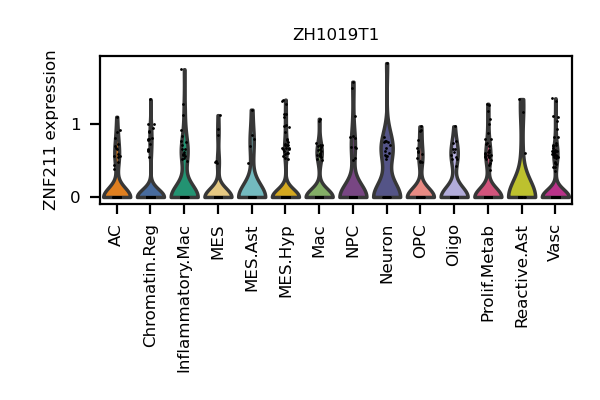 ZH1019T1
ZNF211 expression
1
0
AC
Chromatin.Reg
Inflammatory.Mac
MES
MES.Ast
MES.Hyp
Mac
NPC
Neuron
OPC
Oligo
Prolif.Metab
Reactive.Ast
Vasc